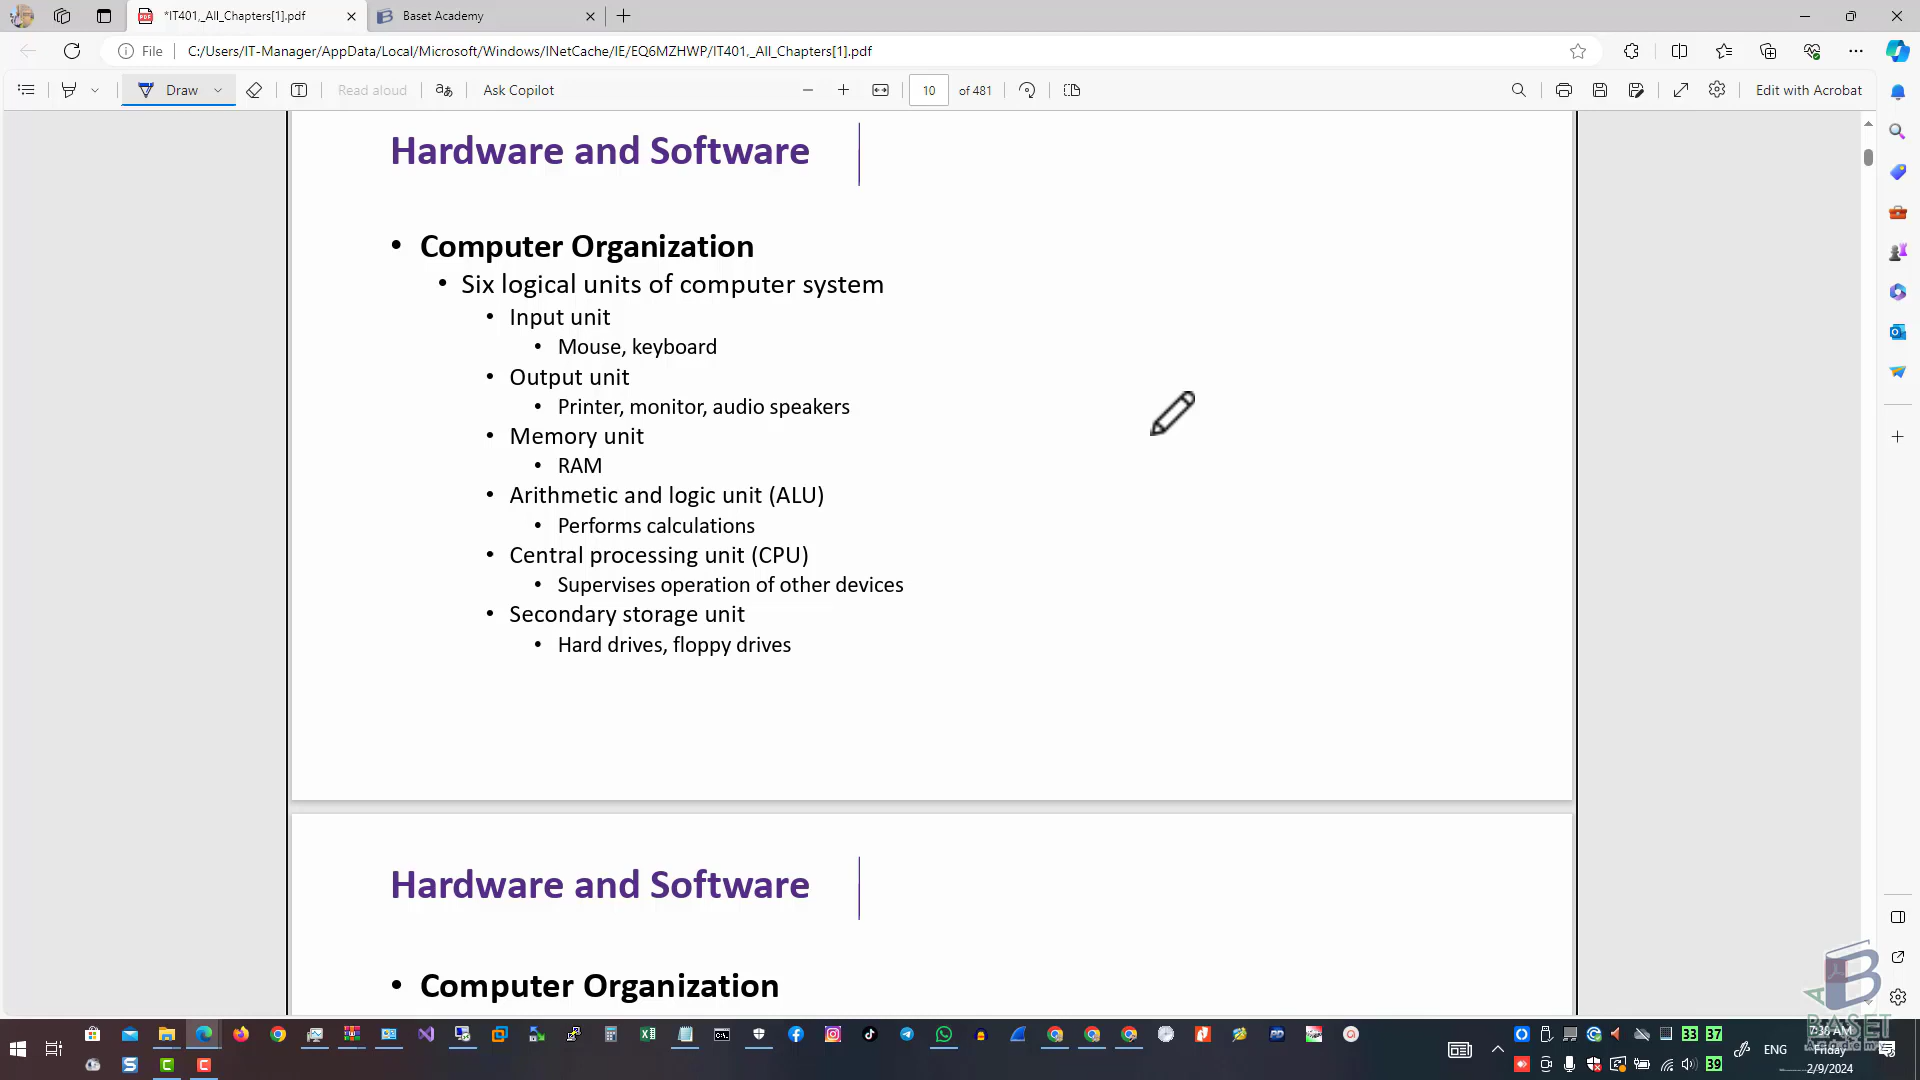 *IT401,_All_Chapters[1].pdf
Baset Academy
File
C:/Users/IT-Manager/AppData/Local/Microsoft/Windows/INetCache/IE/EQ6MZHWP/IT401,_All_Chapters[1].pdf
Draw
Read aloud
Ask Copilot
10 of 481
Edit with Acrobat
Hardware and Software
• Computer Organization
• Six logical units of computer system
• Input unit
• Mouse, keyboard
• Output unit
• Printer, monitor, audio speakers
• Memory unit
• RAM
• Arithmetic and logic unit (ALU)
• Performs calculations
• Central processing unit (CPU)
• Supervises operation of other devices
• Secondary storage unit
• Hard drives, floppy drives
Hardware and Software
• Computer Organization
BASET
33 37
ENG
Friday
39
2/9/2024